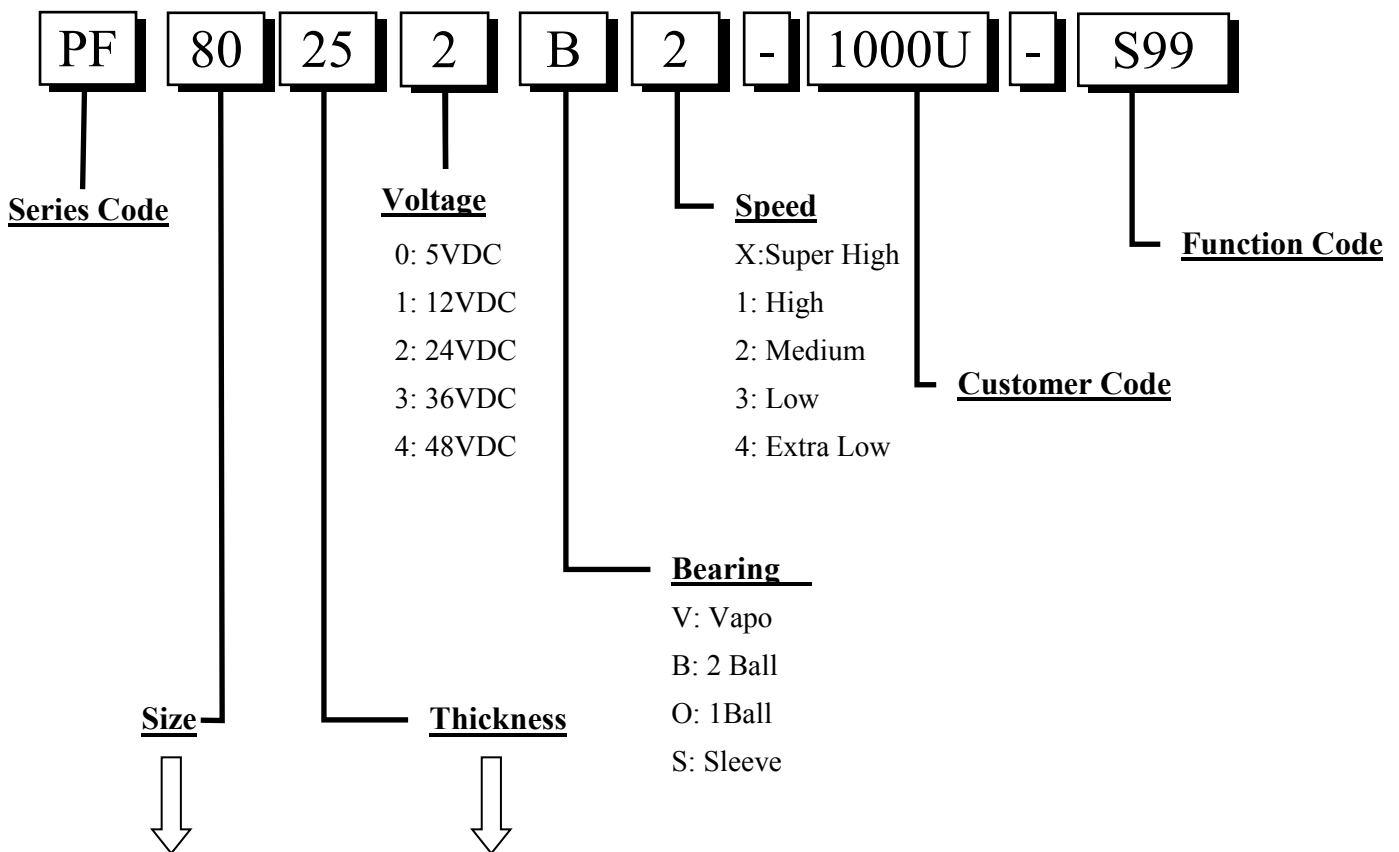 PF 80 25 2 B 2 - 1000U - S99
Series Code
Voltage
0: 5VDC
1: 12VDC
2: 24VDC
3: 36VDC
4: 48VDC
Speed
X:Super High
1: High
2: Medium
3: Low
4: Extra Low
Function Code
Customer Code
Bearing
V: Vapo
B: 2 Ball
O: 1Ball
S: Sleeve
Size
Thickness